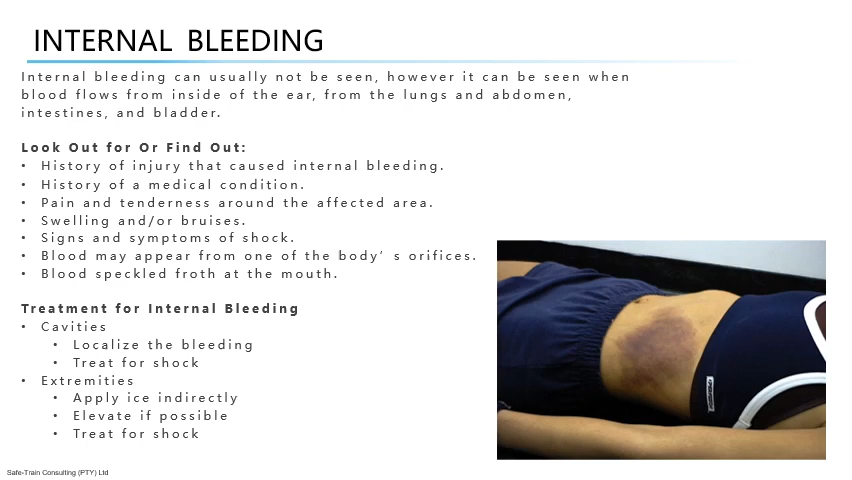 INTERNAL BLEEDING
Internal bleeding can usually not be seen, however it can be seen when
blood flows from inside of the ear, from the lungs and abdomen,
intestines, and bladder.
Look Out for Or Find Out:
• History of injury that caused internal bleeding.
• History of a medical condition.
• Pain and tenderness around the affected area.
• Swelling and/or bruises.
• Signs and symptoms of shock.
• Blood may appear from one of the body’ s orifices.
• Blood speckled froth at the mouth.
Treatment for Internal Bleeding
• Cavities
• Localize the bleeding
• Treat for shock
• Extremities
• Apply ice indirectly
• Elevate if possible
• Treat for shock
Safe-Train Consulting (PTY) Ltd